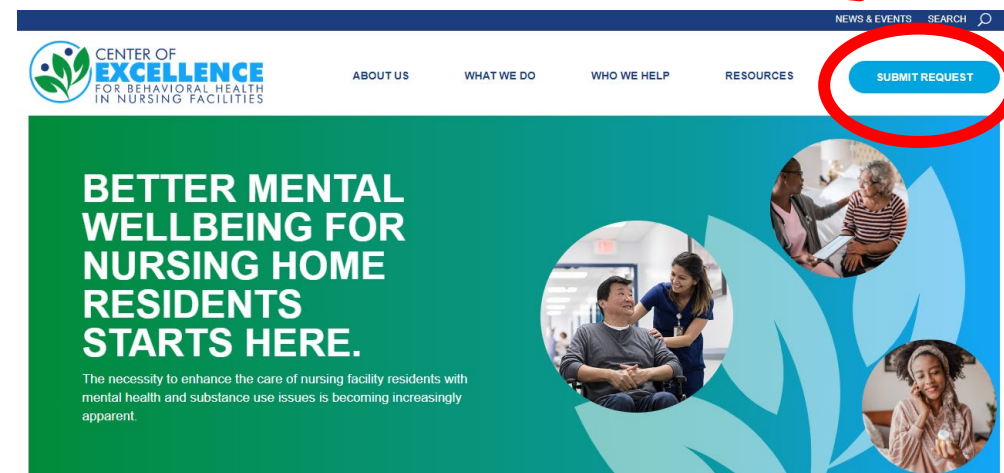 NEWS & EVENTS SEARCH
CENTER OF
EXCELLENCE
FOR BEHAVIORAL HEALTH
IN NURSING FACILITIES
ABOUT US WHAT WE DO WHO WE HELP RESOURCES SUBMIT REQUEST
BETTER MENTAL
WELLBEING FOR
NURSING HOME
RESIDENTS
STARTS HERE.
The necessity to enhance the care of nursing facility residents with
mental health and substance use issues is becoming increasingly
apparent.